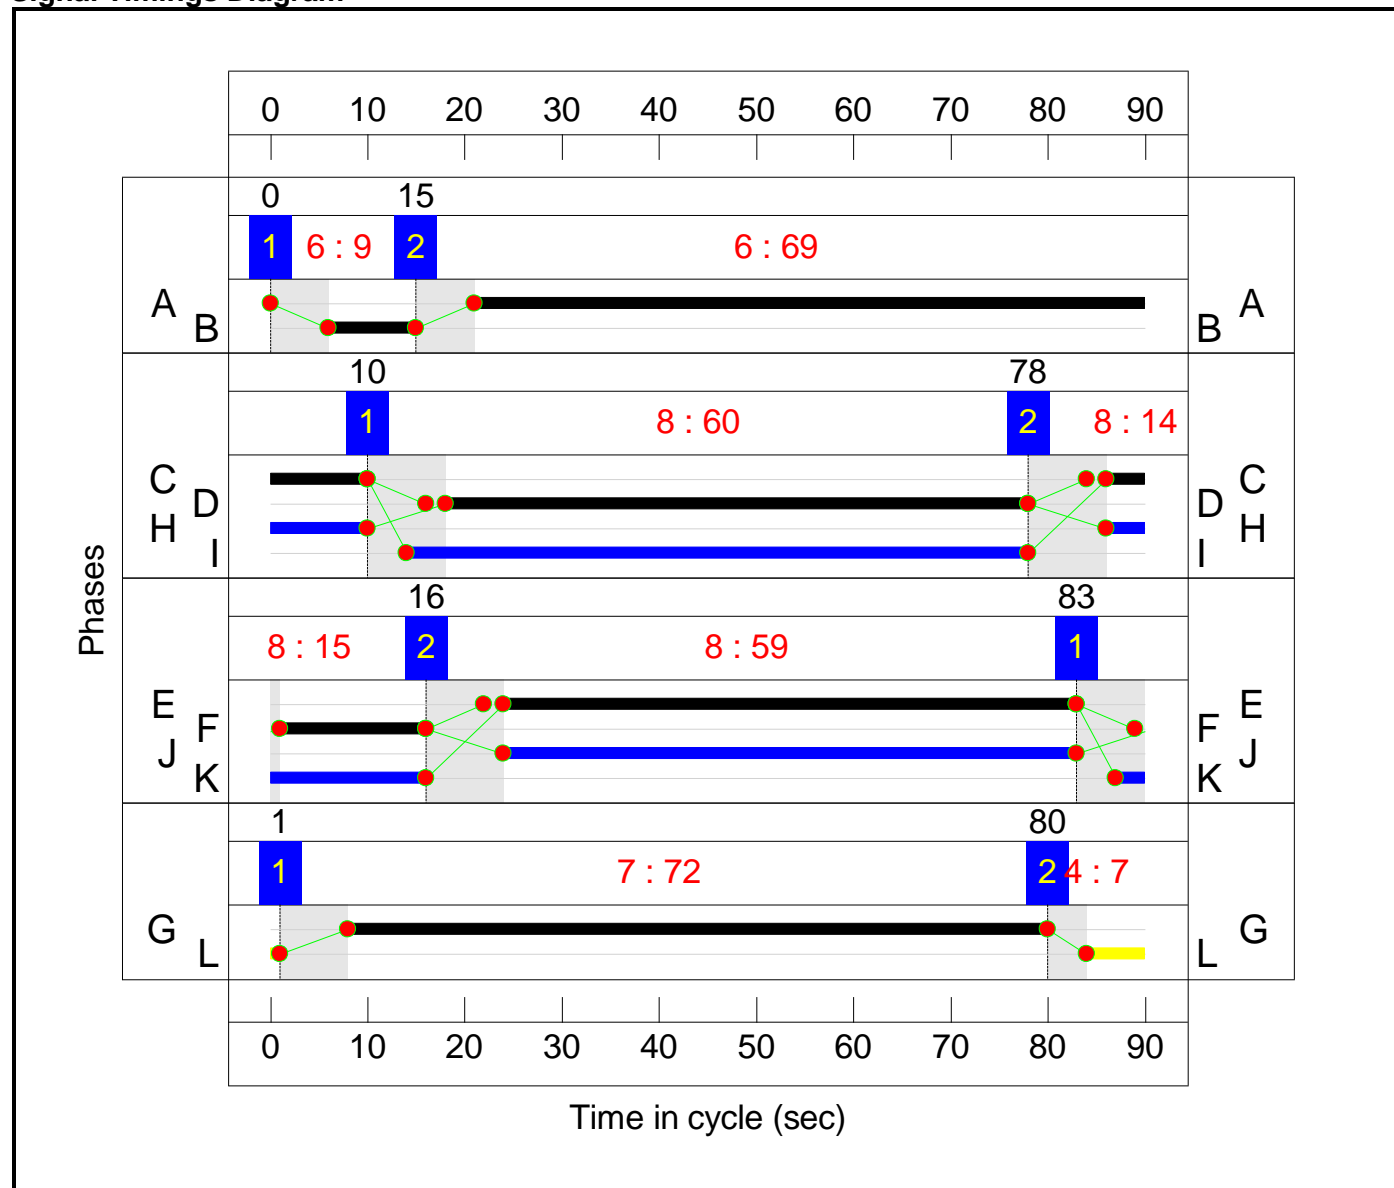 Signal Timings Diagram
0 10 20 30 40 50 60 70 80 90
0 15
1 6 : 9 2 6 : 69
A A
B B
10 78
1 8 : 60 2 8 : 14
C C
D D
H H
I I
Phases
16 83
8 : 15 2 8 : 59 1
E E
F F
J J
K K
1 80
1 7 : 72 2 4 : 7
G G
L L
0 10 20 30 40 50 60 70 80 90
Time in cycle (sec)